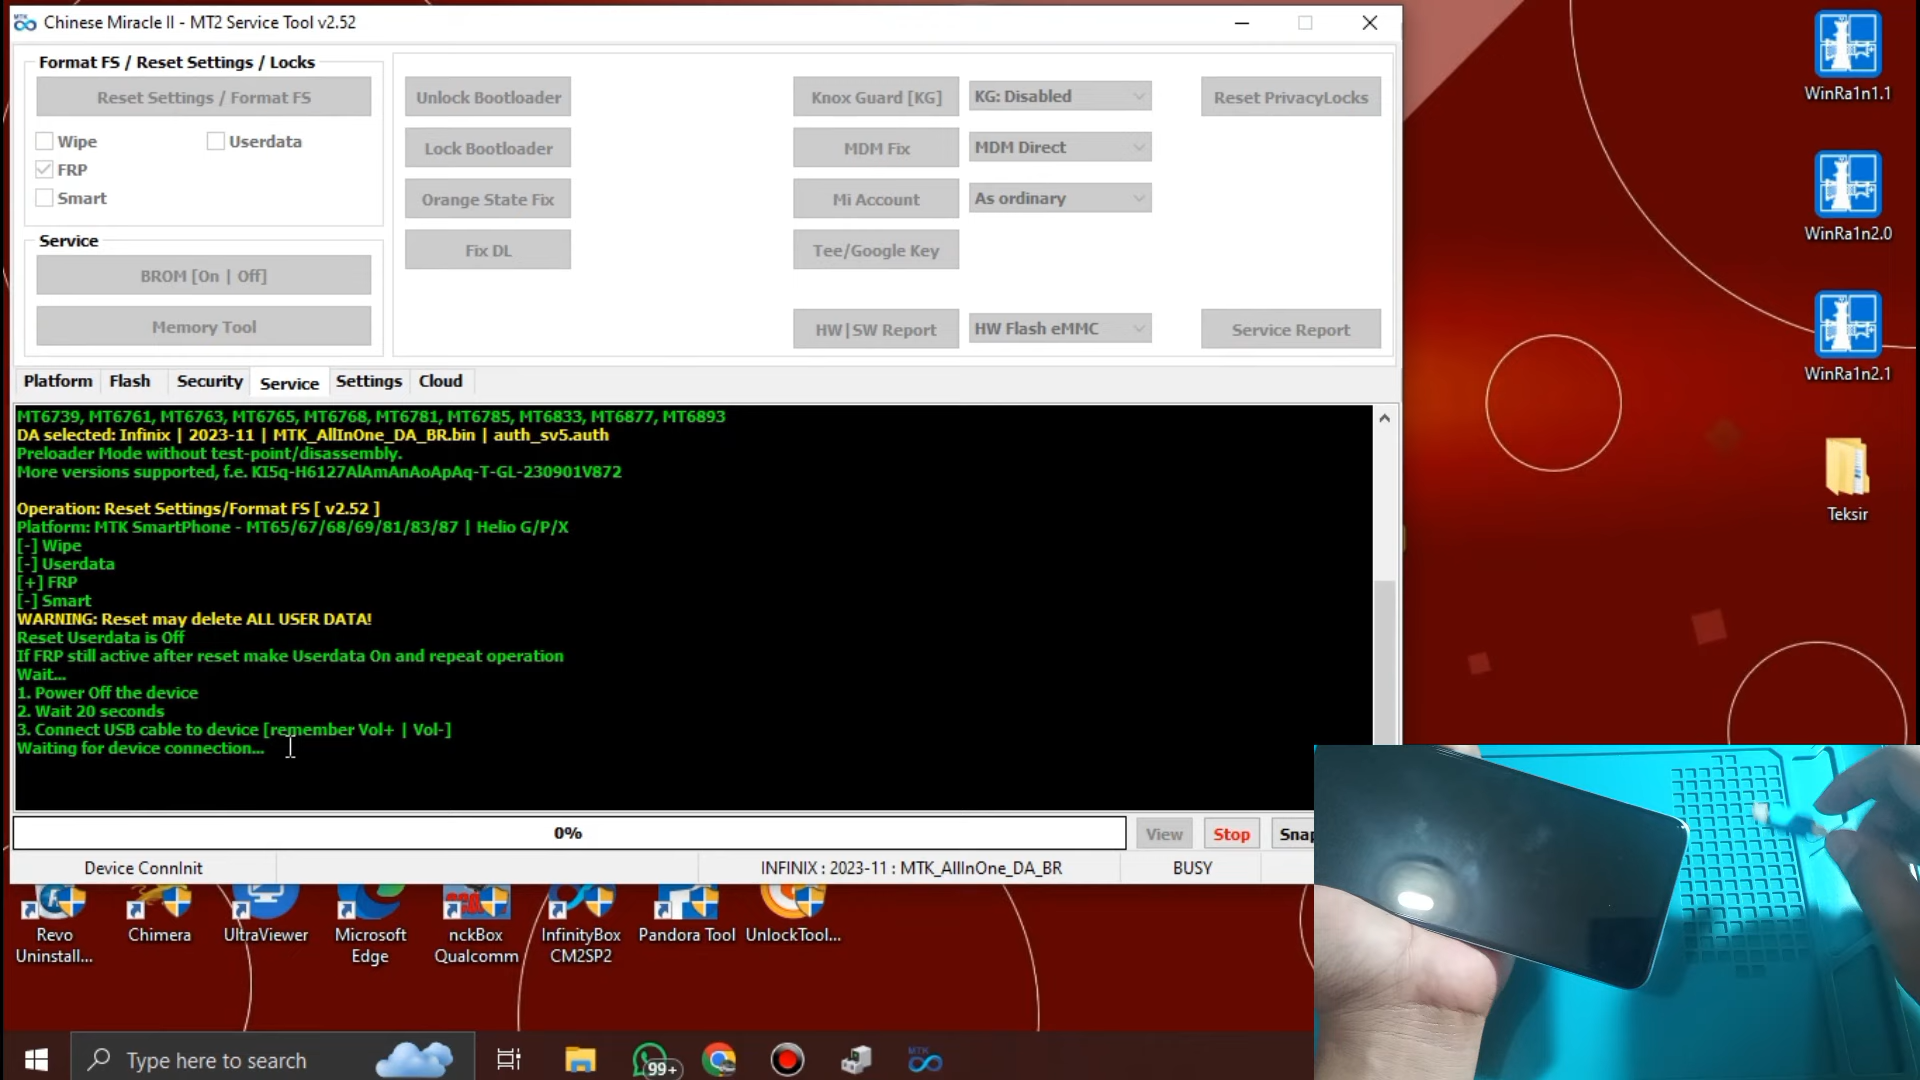 Chinese Miracle II - MT2 Service Tool v2.52
Format FS / Reset Settings / Locks
Reset Settings / Format FS
Wipe
Userdata
FRP
Smart
Service
BROM [On | Off]
Memory Tool
Unlock Bootloader
Lock Bootloader
Orange State Fix
Fix DL
Knox Guard [KG]
KG: Disabled
MDM Fix
MDM Direct
Mi Account
As ordinary
Tee/Google Key
HW|SW Report
HW Flash eMMC
Reset PrivacyLocks
Service Report
Platform
Flash
Security
Service
Settings
Cloud
MT6739, MT6761, MT6763, MT6765, MT6768, MT6781, MT6785, MT6833, MT6877, MT6893
DA selected: Infinix | 2023-11 | MTK_AllInOne_DA_BR.bin | auth_sv5.auth
Preloader Mode without test-point/disassembly.
More versions supported, f.e. KI5q-H6127AlAmAnAoApAq-T-GL-230901V872
Operation: Reset Settings/Format FS [ v2.52 ]
Platform: MTK SmartPhone - MT65/67/68/69/81/83/87 | Helio G/P/X
[-] Wipe
[-] Userdata
[+] FRP
[-] Smart
WARNING: Reset may delete ALL USER DATA!
Reset Userdata is Off
If FRP still active after reset make Userdata On and repeat operation
Wait...
1. Power Off the device
2. Wait 20 seconds
3. Connect USB cable to device [remember Vol+ | Vol-]
Waiting for device connection...
0%
View
Stop
Snap
Device ConnInit
INFINIX : 2023-11 : MTK_AllInOne_DA_BR
BUSY
WinRa1n1.1
WinRa1n2.0
WinRa1n2.1
Teksir
Revo
Uninstall...
Chimera
UltraViewer
Microsoft
Edge
nckBox
Qualcomm
InfinityBox
CM2SP2
Pandora Tool
UnlockTool...
Type here to search
99+
MTK